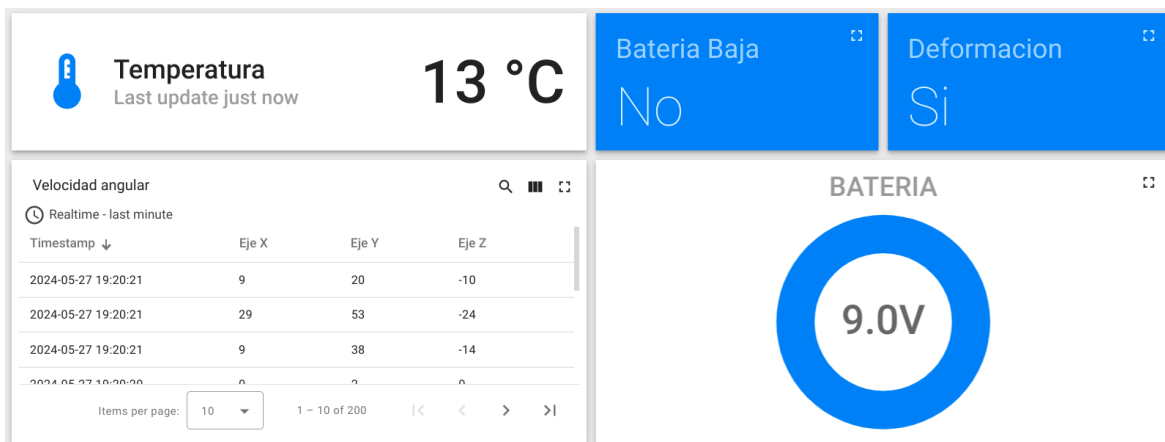 Temperatura
Last update just now
13 °C
Bateria Baja
No
Deformacion
Si
Velocidad angular
Realtime - last minute
Timestamp Eje X Eje Y Eje Z
2024-05-27 19:20:21 9 20 -10
2024-05-27 19:20:21 29 53 -24
2024-05-27 19:20:21 9 38 -14
Items per page: 10 1 – 10 of 200
BATERIA
9.0V